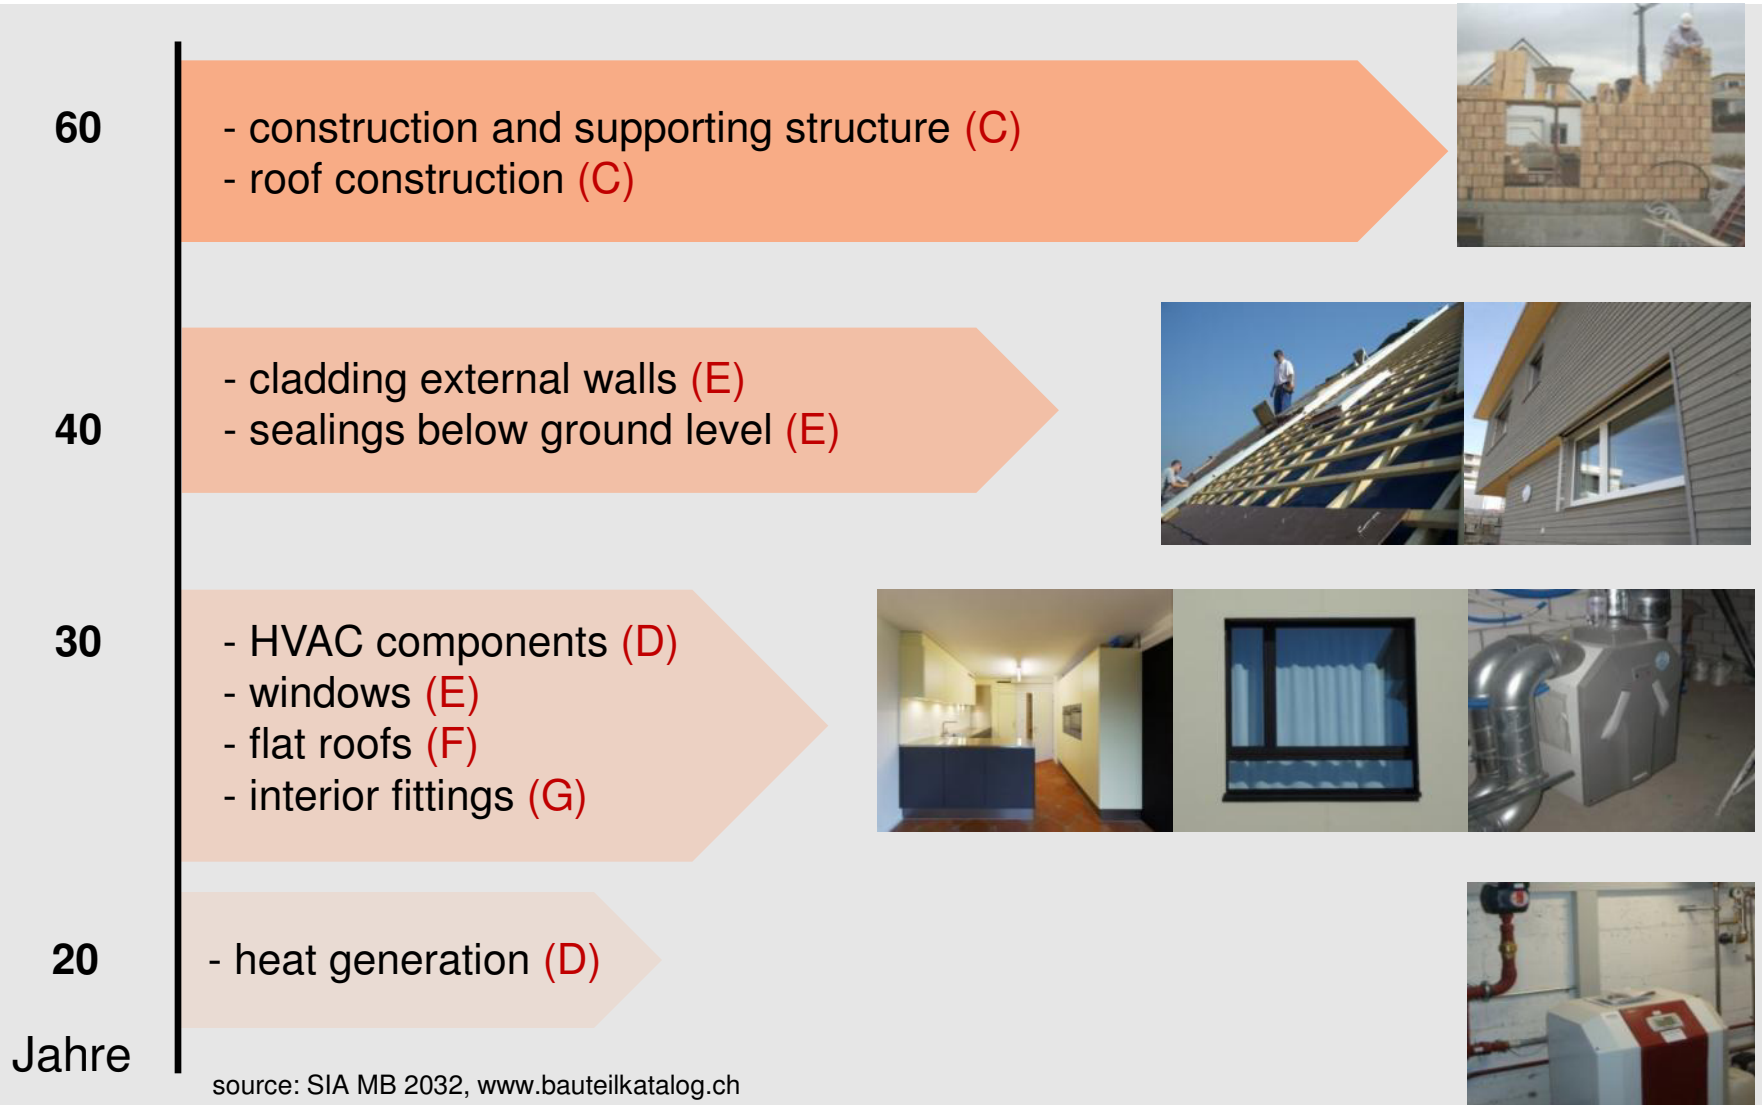 60
- construction and supporting structure (C)
- roof construction (C)
40
- cladding external walls (E)
- sealings below ground level (E)
30
- HVAC components (D)
- windows (E)
- flat roofs (F)
- interior fittings (G)
20
- heat generation (D)
Jahre
source: SIA MB 2032, www.bauteilkatalog.ch